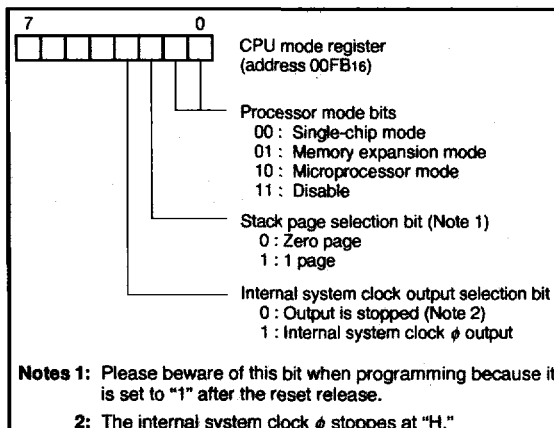 7 0
CPU mode register
(address 00FB16)
Processor mode bits
00 : Single-chip mode
01 : Memory expansion mode
10 : Microprocessor mode
11 : Disable
Stack page selection bit (Note 1)
0 : Zero page
1 : 1 page
Internal system clock output selection bit
0 : Output is stopped (Note 2)
1 : Internal system clock ϕ output
Notes 1: Please beware of this bit when programming because it
is set to "1" after the reset release.
2: The internal system clock ϕ stoppes at "H."